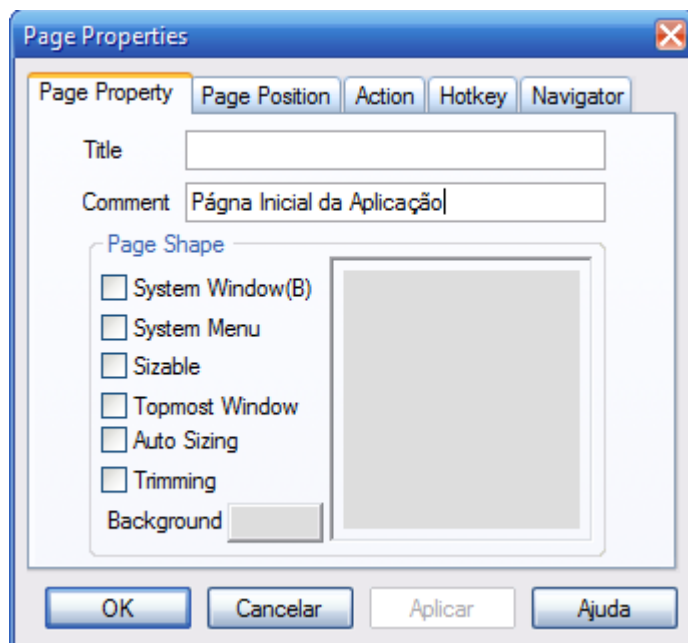 Page Properties
Page Property Page Position Action Hotkey Navigator
Title
Comment Págna Inicial da Aplicação
Page Shape
System Window(B)
System Menu
Sizable
Topmost Window
Auto Sizing
Trimming
Background
OK Cancelar Aplicar Ajuda